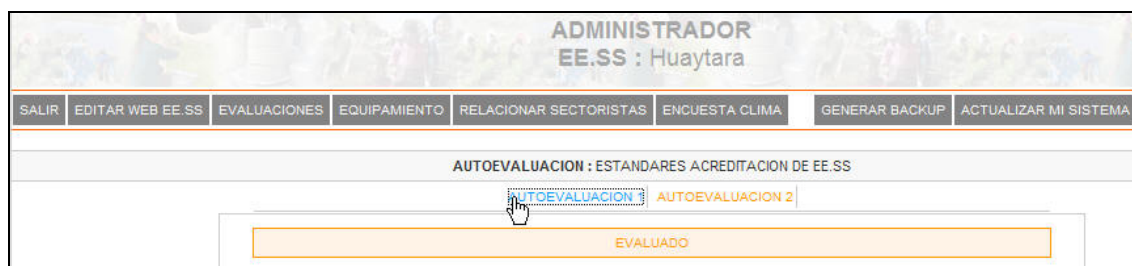 ADMINISTRADOR
EE.SS : Huaytara
SALIR EDITAR WEB EE.SS EVALUACIONES EQUIPAMIENTO RELACIONAR SECTORISTAS ENCUESTA CLIMA GENERAR BACKUP ACTUALIZAR MI SISTEMA
AUTOEVALUACION : ESTANDARES ACREDITACION DE EE.SS
AUTOEVALUACION 1 AUTOEVALUACION 2
EVALUADO